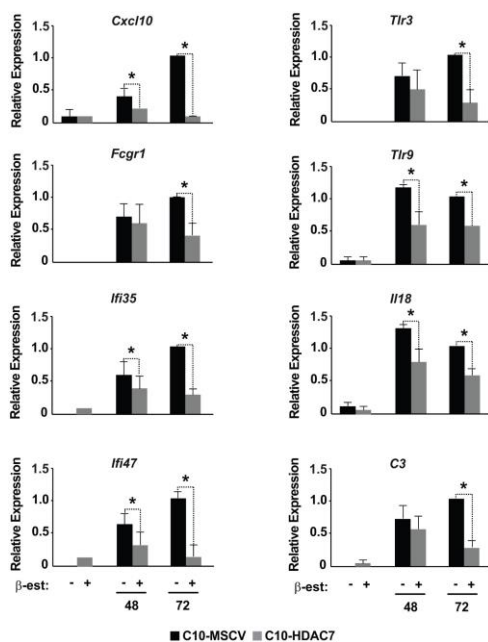 Cxcl10
Relative Expression
1.5
1.0
0.5
0
*
*
Tlr3
Relative Expression
1.5
1.0
0.5
0
*
Fcgr1
Relative Expression
1.5
1.0
0.5
0
*
Tlr9
Relative Expression
1.5
1.0
0.5
0
*
*
Ifi35
Relative Expression
1.5
1.0
0.5
0
*
*
Il18
Relative Expression
1.5
1.0
0.5
0
*
*
Ifi47
Relative Expression
1.5
1.0
0.5
0
*
*
C3
Relative Expression
1.5
1.0
0.5
0
*
β-est: - + - + - +
48 72
- + - + - +
48 72
C10-MSCV C10-HDAC7